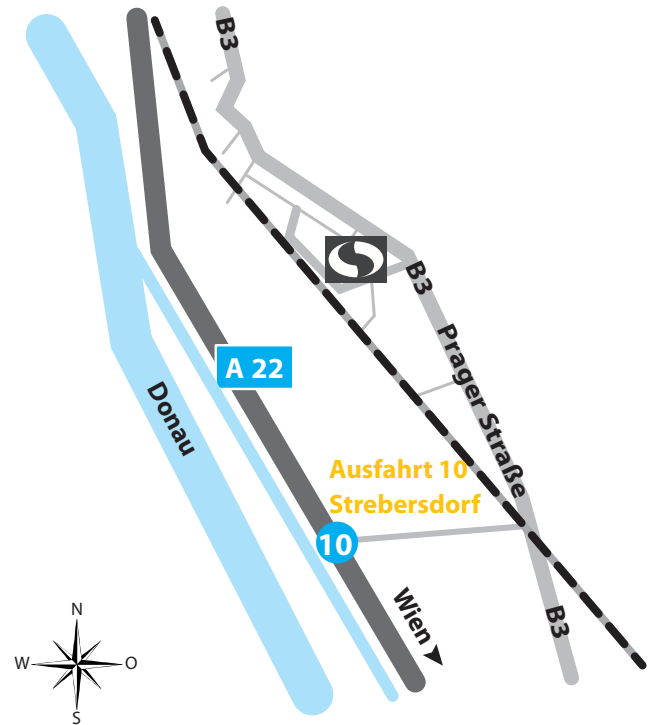 B3
B3
A 22
Prager Straße
Donau
Ausfahrt 10
Strebersdorf
10
Wien
B3
N
W
O
S